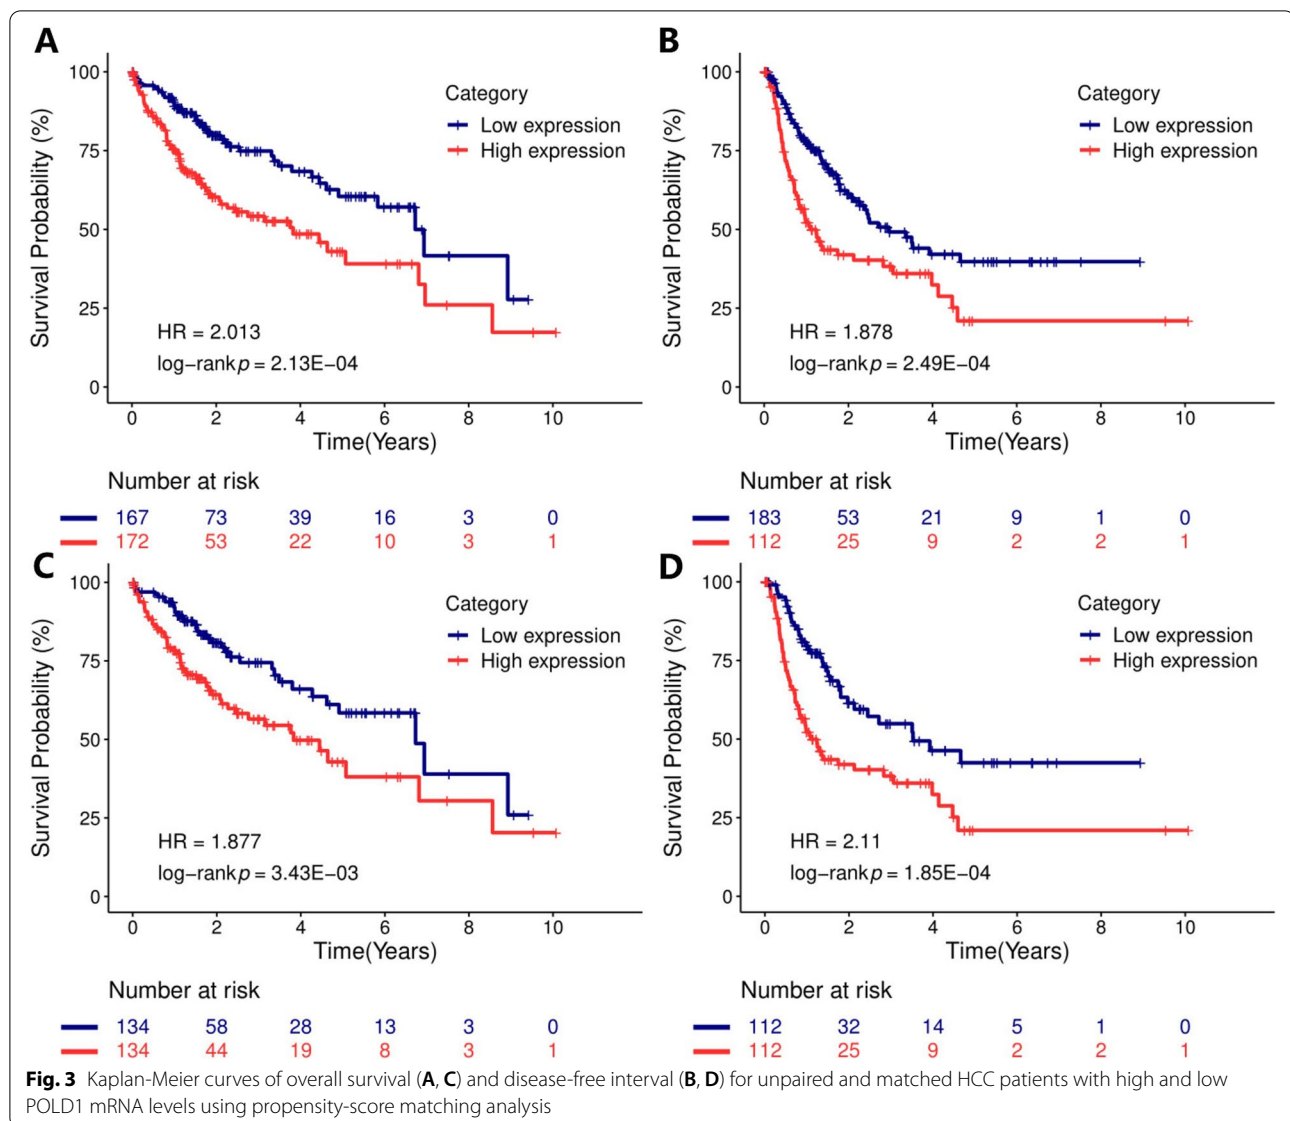 A
Survival Probability (%)
100
75
50
25
0
Category
Low expression
High expression
HR = 2.013
log−rank p = 2.13E−04
0 2 4 6 8 10
Time(Years)
Number at risk
167 73 39 16 3 0
172 53 22 10 3 1
B
Survival Probability (%)
100
75
50
25
0
Category
Low expression
High expression
HR = 1.878
log−rank p = 2.49E−04
0 2 4 6 8 10
Time(Years)
Number at risk
183 53 21 9 1 0
112 25 9 2 2 1
C
Survival Probability (%)
100
75
50
25
0
Category
Low expression
High expression
HR = 1.877
log−rank p = 3.43E−03
0 2 4 6 8 10
Time(Years)
Number at risk
134 58 28 13 3 0
134 44 19 8 3 1
D
Survival Probability (%)
100
75
50
25
0
Category
Low expression
High expression
HR = 2.11
log−rank p = 1.85E−04
0 2 4 6 8 10
Time(Years)
Number at risk
112 32 14 5 1 0
112 25 9 2 2 1
Fig. 3 Kaplan-Meier curves of overall survival (A, C) and disease-free interval (B, D) for unpaired and matched HCC patients with high and low
POLD1 mRNA levels using propensity-score matching analysis